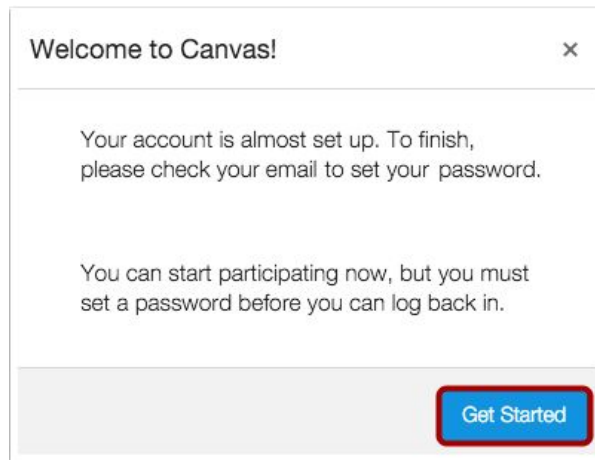 Welcome to Canvas! ×
Your account is almost set up. To finish,
please check your email to set your password.
You can start participating now, but you must
set a password before you can log back in.
Get Started